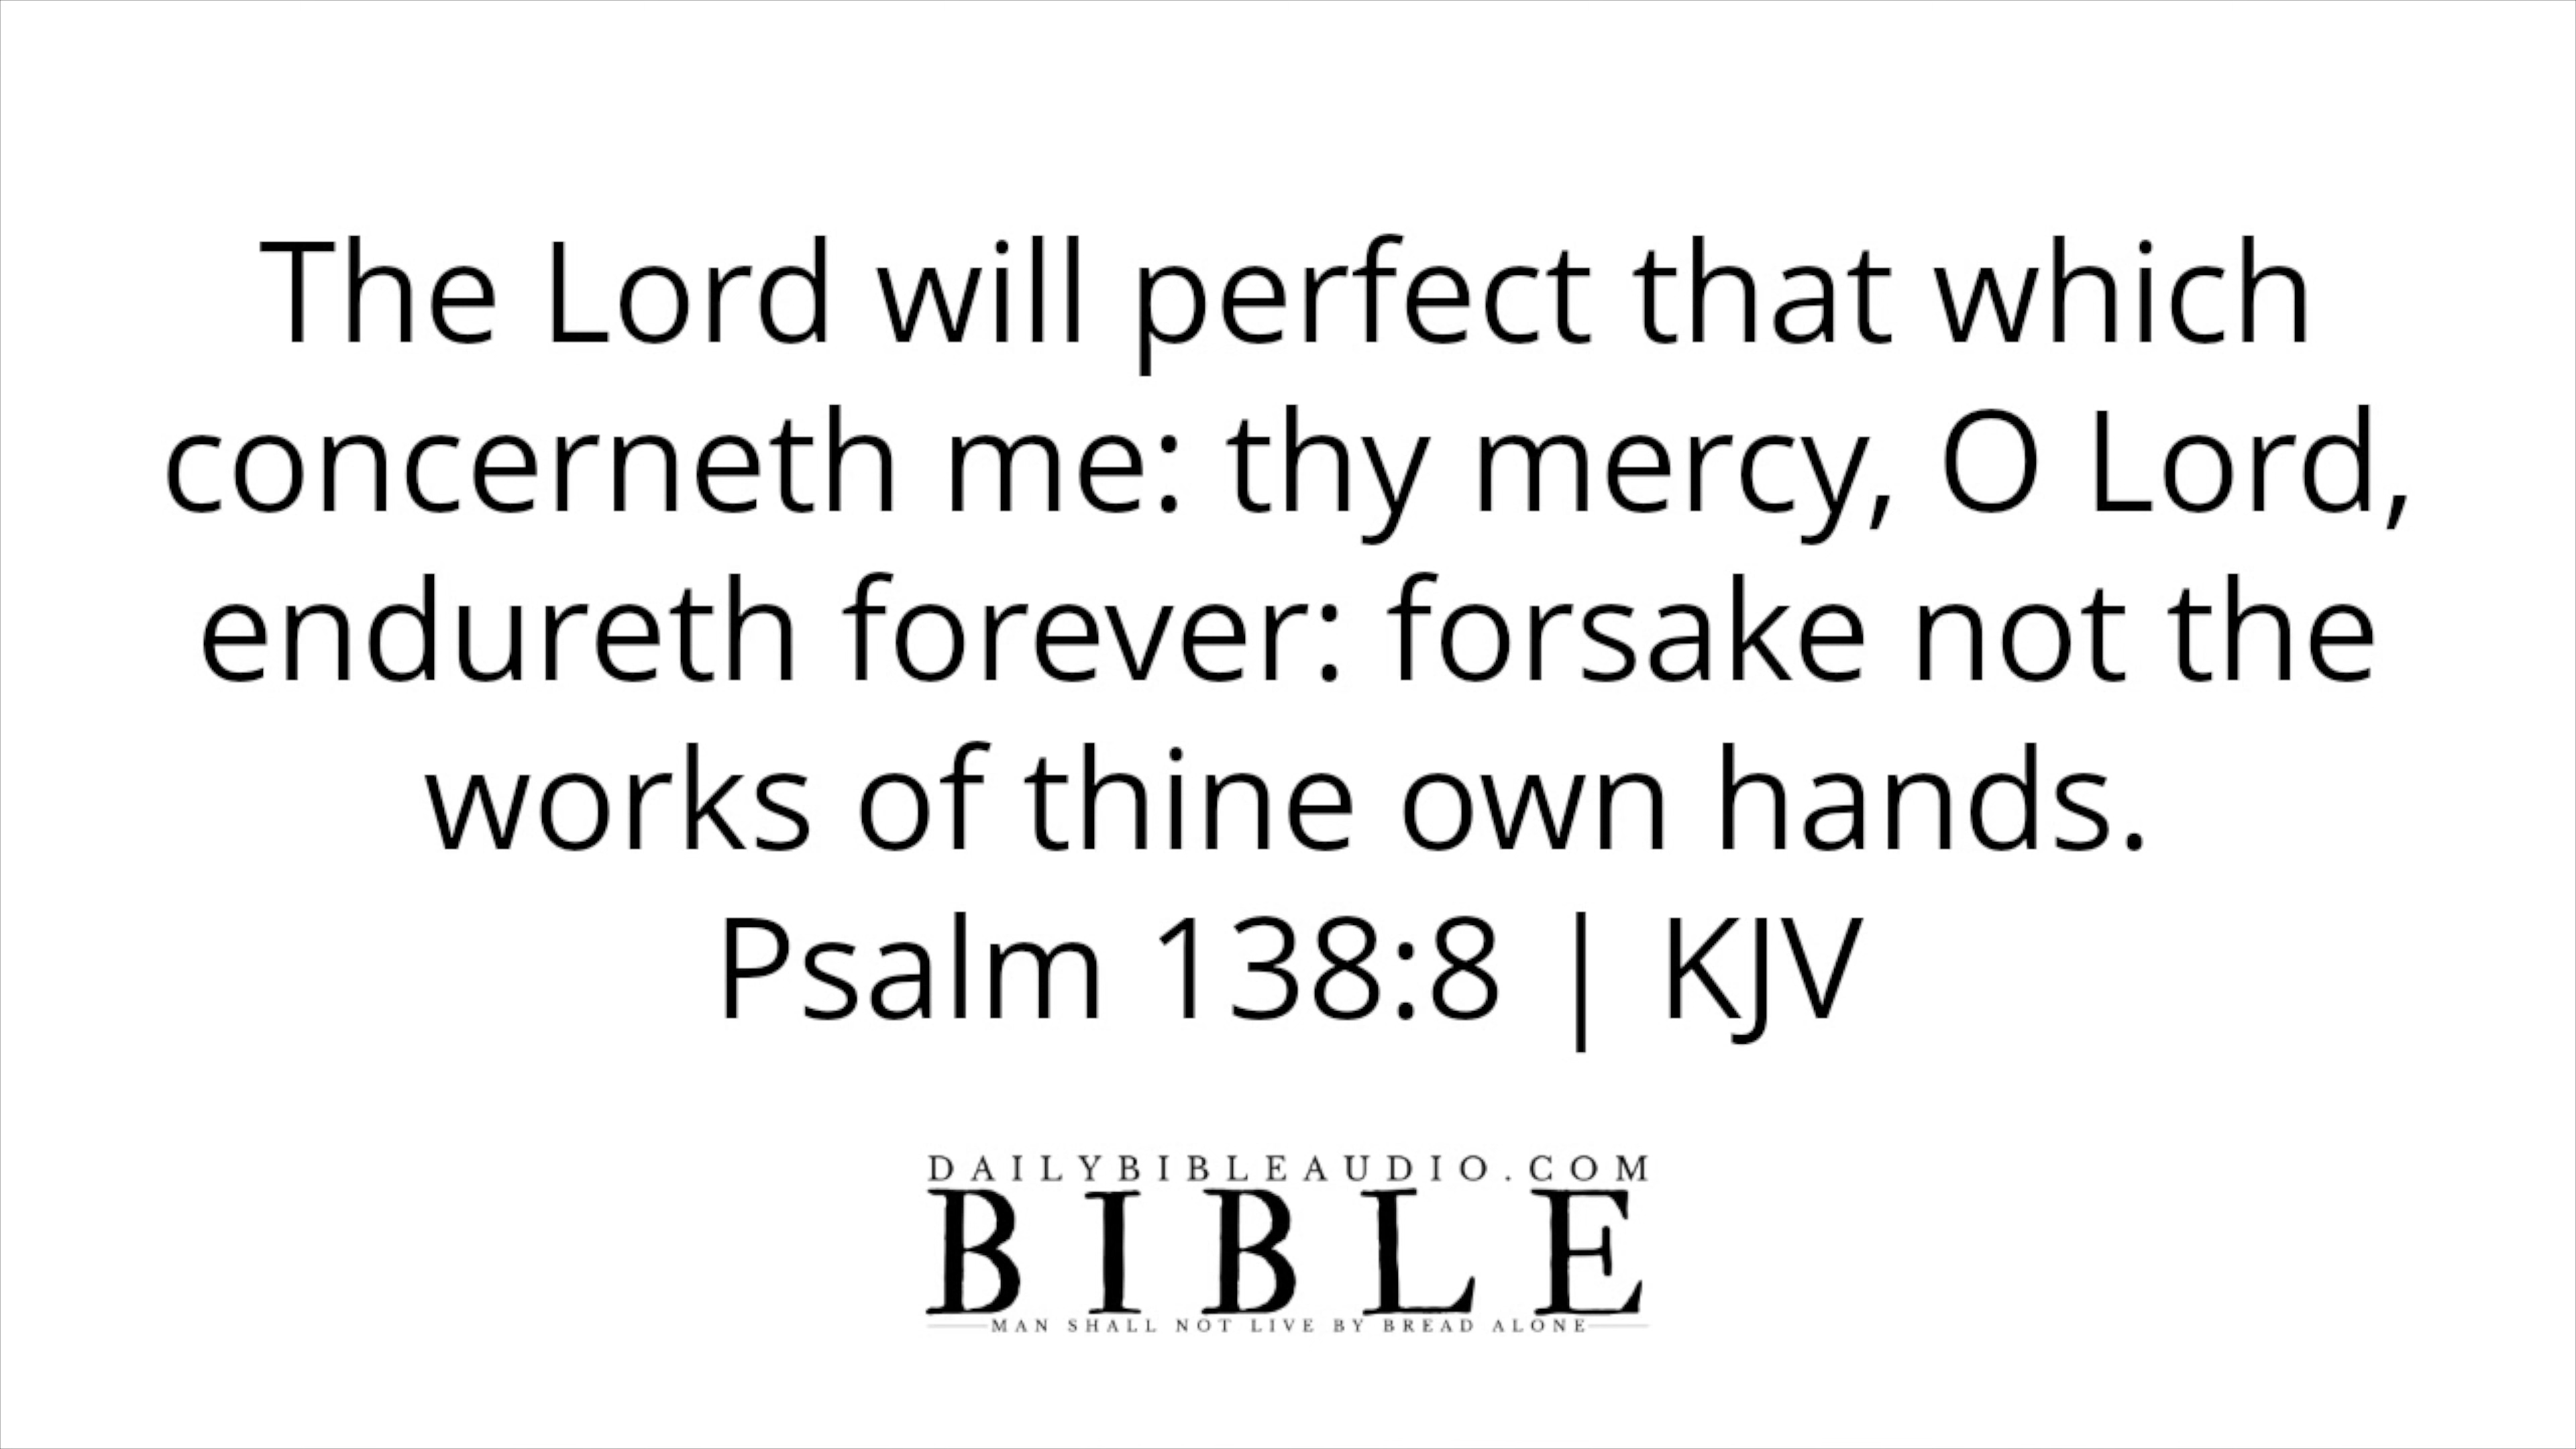 The Lord will perfect that which
concerneth me: thy mercy, O Lord,
endureth forever: forsake not the
works of thine own hands.
Psalm 138:8 | KJV
DAILYBIBLEAUDIO.COM
BIBLE
MAN SHALL NOT LIVE BY BREAD ALONE